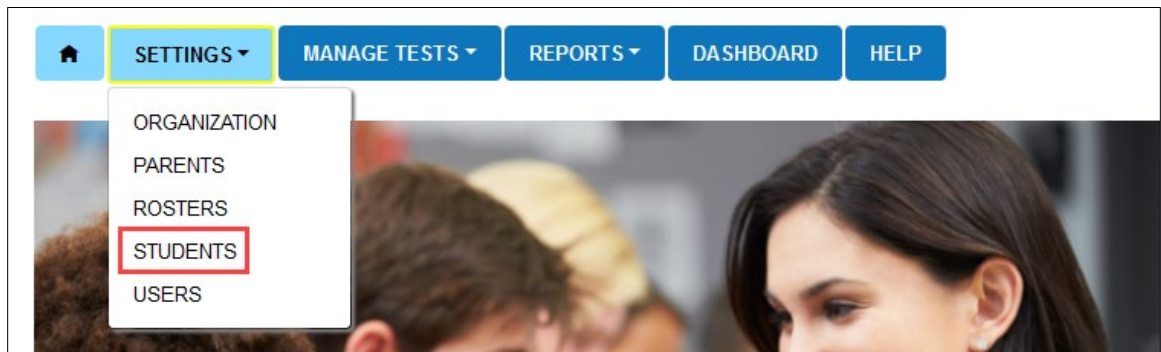 SETTINGS MANAGE TESTS REPORTS DASHBOARD HELP
ORGANIZATION
PARENTS
ROSTERS
STUDENTS
USERS